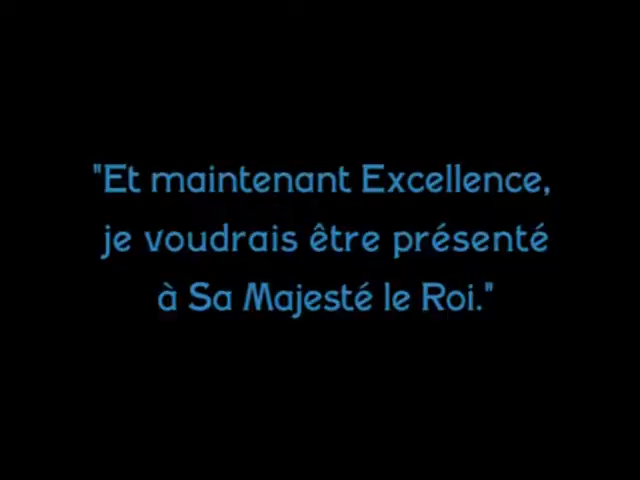 "Et maintenant Excellence,
je voudrais être présenté
à Sa Majesté le Roi."